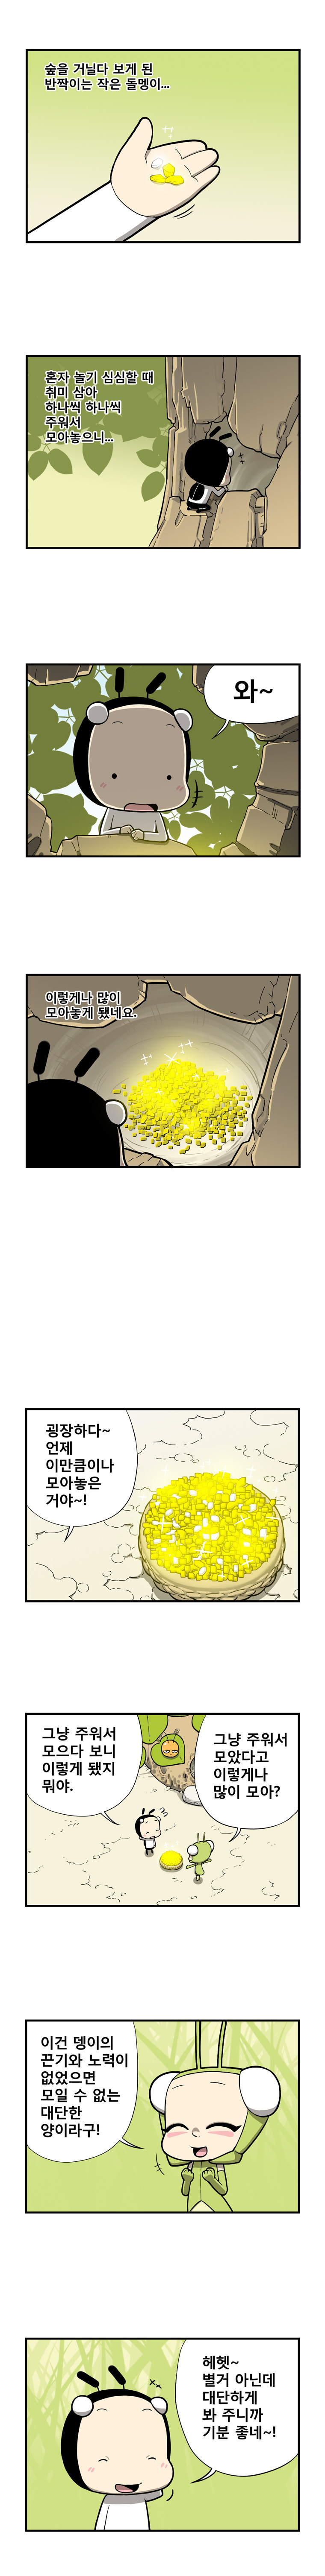 숲을 거닐다 보게 된
반짝이는 작은 돌멩이...
혼자 놀기 심심할 때
취미 삼아
하나씩 하나씩
주워서
모아놓으니...
와~
이렇게나 많이
모아놓게 됐네요.
굉장하다~
언제
이만큼이나
모아놓은
거야~!
그냥 주워서
모으다 보니
이렇게 됐지
뭐야.
그냥 주워서
모았다고
이렇게나
많이 모아?
이건 뎅이의
끈기와 노력이
없었으면
모일 수 없는
대단한
양이라구!
헤헷~
별거 아닌데
대단하게
봐 주니까
기분 좋네~!